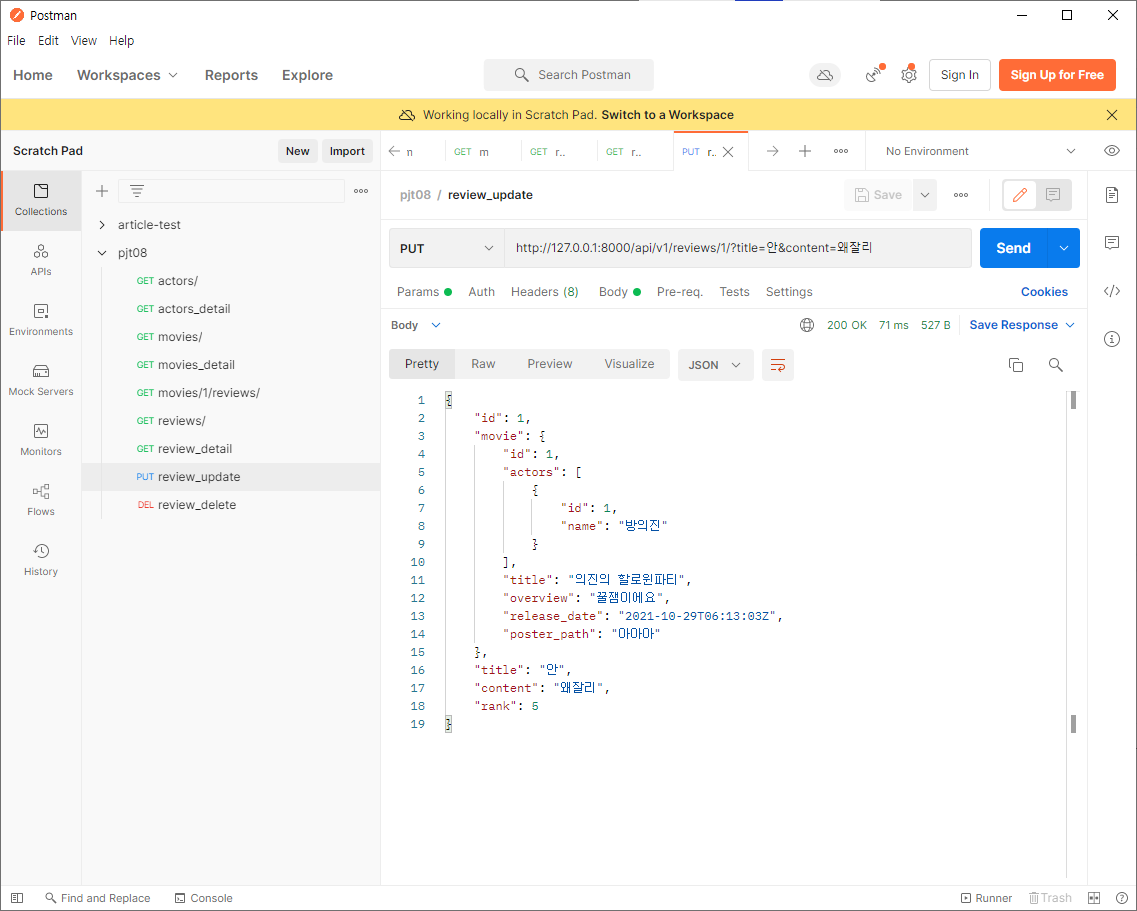 Postman
File Edit View Help
Home Workspaces Reports Explore Search Postman Sign In Sign Up for Free
Working locally in Scratch Pad. Switch to a Workspace
Scratch Pad New Import
n GET m GET r.. GET r.. PUT r.. No Environment
Collections
APIs
Environments
Mock Servers
Monitors
Flows
History
article-test
pjt08
GET actors/
GET actors_detail
GET movies/
GET movies_detail
GET movies/1/reviews/
GET reviews/
GET review_detail
PUT review_update
DEL review_delete
pjt08 / review_update Save
PUT http://127.0.0.1:8000/api/v1/reviews/1/?title=안&content=왜잘리 Send
Params Auth Headers (8) Body Pre-req. Tests Settings Cookies
Body 200 OK 71 ms 527 B Save Response
Pretty Raw Preview Visualize JSON
1 {
2 "id": 1,
3 "movie": {
4 "id": 1,
5 "actors": [
6 {
7 "id": 1,
8 "name": "방의진"
9 }
10 ],
11 "title": "의진의 할로윈파티",
12 "overview": "꿀잼이에요",
13 "release_date": "2021-10-29T06:13:03Z",
14 "poster_path": "아아아"
15 },
16 "title": "안",
17 "content": "왜잘리",
18 "rank": 5
19 }
Find and Replace Console Runner Trash